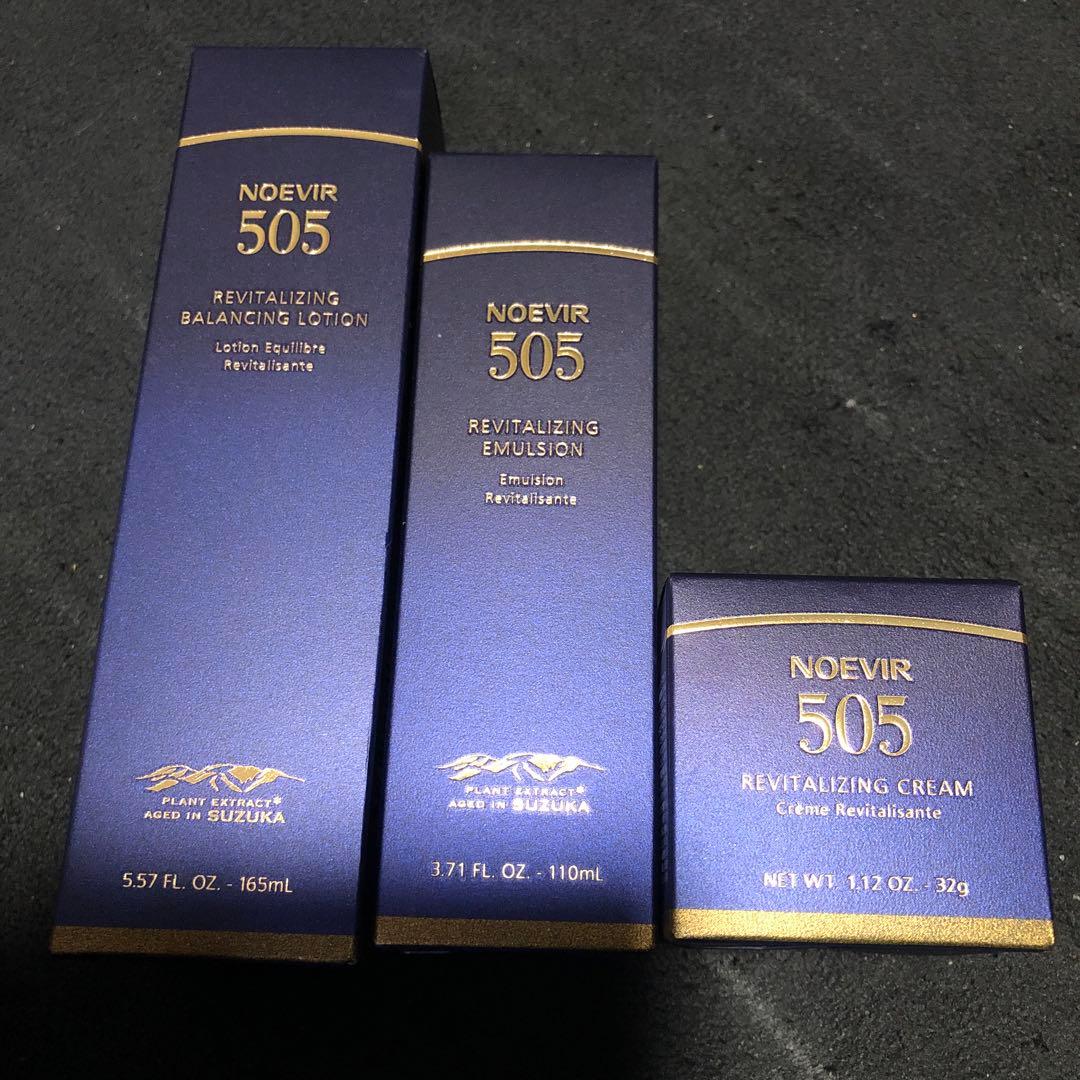 NOEVIR
505
REVITALIZING
BALANCING LOTION
Lotion Equilibre
Revitalisante
PLANT EXTRACT*
AGED IN SUZUKA
5.57 FL. OZ. - 165mL
NOEVIR
505
REVITALIZING
EMULSION
Emulsion
Revitalisante
PLANT EXTRACT*
AGED IN SUZUKA
3.71 FL. OZ. - 110mL
NOEVIR
505
REVITALIZING CREAM
Crème Revitalisante
NET WT. 1.12 OZ. - 32g